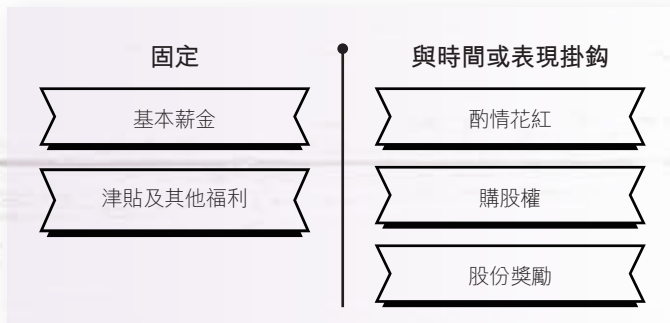 固定
基本薪金
津貼及其他福利
與時間或表現掛鈎
酌情花紅
購股權
股份獎勵